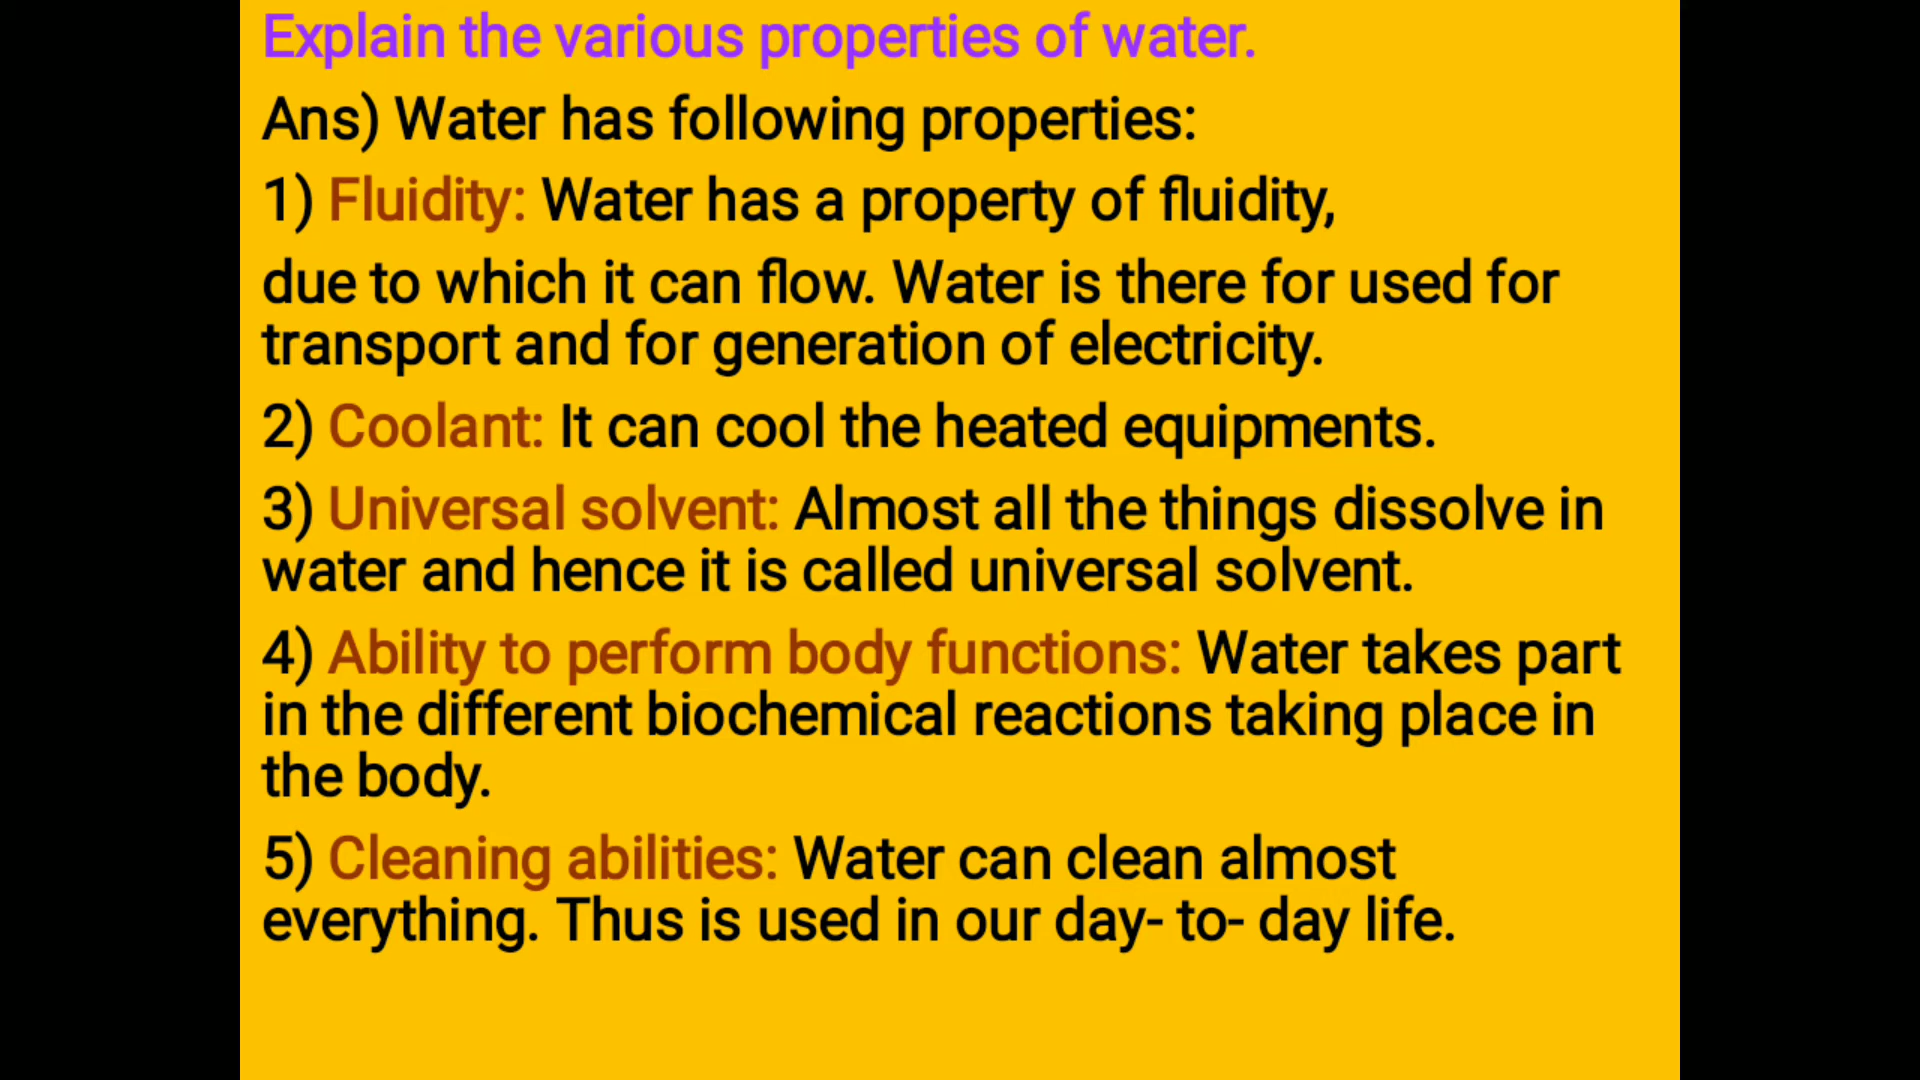 Explain the various properties of water.
Ans) Water has following properties:
1) Fluidity: Water has a property of fluidity,
due to which it can flow. Water is there for used for
transport and for generation of electricity.
2) Coolant: It can cool the heated equipments.
3) Universal solvent: Almost all the things dissolve in
water and hence it is called universal solvent.
4) Ability to perform body functions: Water takes part
in the different biochemical reactions taking place in
the body.
5) Cleaning abilities: Water can clean almost
everything. Thus is used in our day- to- day life.